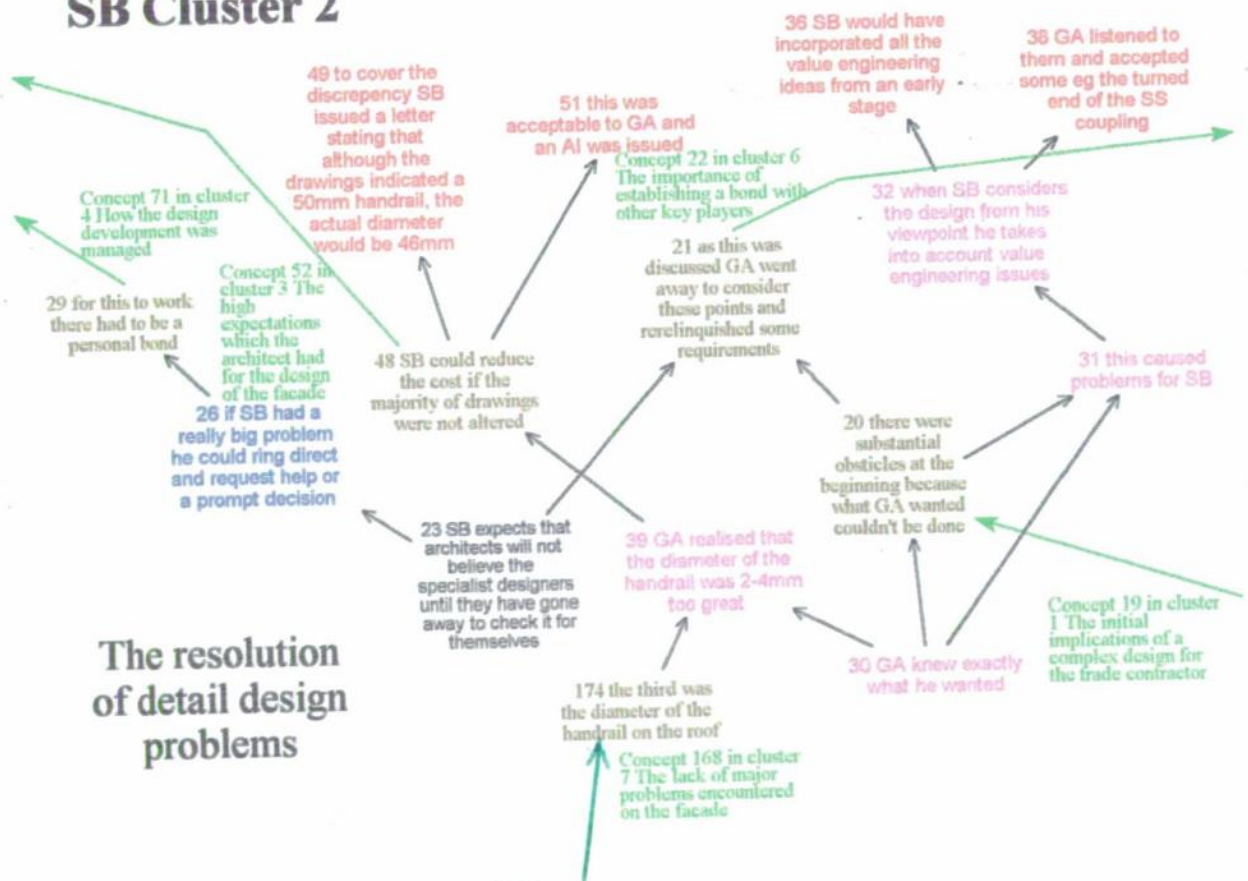 SB Cluster 2
36 SB would have
incorporated all the
value engineering
ideas from an early
stage
38 GA listened to
them and accepted
some eg the turned
end of the SS
coupling
49 to cover the
discrepency SB
issued a letter
stating that
although the
drawings indicated a
50mm handrail, the
actual diameter
would be 46mm
51 this was
acceptable to GA and
an AI was issued
Concept 22 in cluster 6
The importance of
establishing a bond with
other key players
Concept 71 in cluster
4 How the design
development was
managed
32 when SB considers
the design from his
viewpoint he takes
into account value
engineering issues
21 as this was
discussed GA went
away to consider
these points and
rerelinquished some
requirements
Concept 52 in
cluster 3 The
high
expectations
which the
architect had
for the design
of the facade
29 for this to work
there had to be a
personal bond
48 SB could reduce
the cost if the
majority of drawings
were not altered
31 this caused
problems for SB
26 if SB had a
really big problem
he could ring direct
and request help or
a prompt decision
20 there were
substantial
obsticles at the
beginning because
what GA wanted
couldn't be done
23 SB expects that
architects will not
believe the
specialist designers
until they have gone
away to check it for
themselves
39 GA realised that
the diameter of the
handrail was 2-4mm
too great
Concept 19 in cluster
1 The initial
implications of a
complex design for
the trade contractor
30 GA knew exactly
what he wanted
The resolution
of detail design
problems
174 the third was
the diameter of the
handrail on the roof
Concept 168 in cluster
7 The lack of major
problems encountered
on the facade